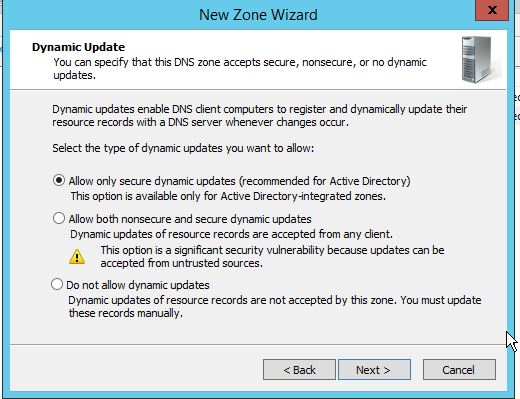 New Zone Wizard
x
Dynamic Update
You can specify that this DNS zone accepts secure, nonsecure, or no dynamic
updates.
Dynamic updates enable DNS client computers to register and dynamically update their
resource records with a DNS server whenever changes occur.
Select the type of dynamic updates you want to allow:
Allow only secure dynamic updates (recommended for Active Directory)
This option is available only for Active Directory-integrated zones.
Allow both nonsecure and secure dynamic updates
Dynamic updates of resource records are accepted from any client.
This option is a significant security vulnerability because updates can be
accepted from untrusted sources.
Do not allow dynamic updates
Dynamic updates of resource records are not accepted by this zone. You must update
these records manually.
< Back
Next >
Cancel